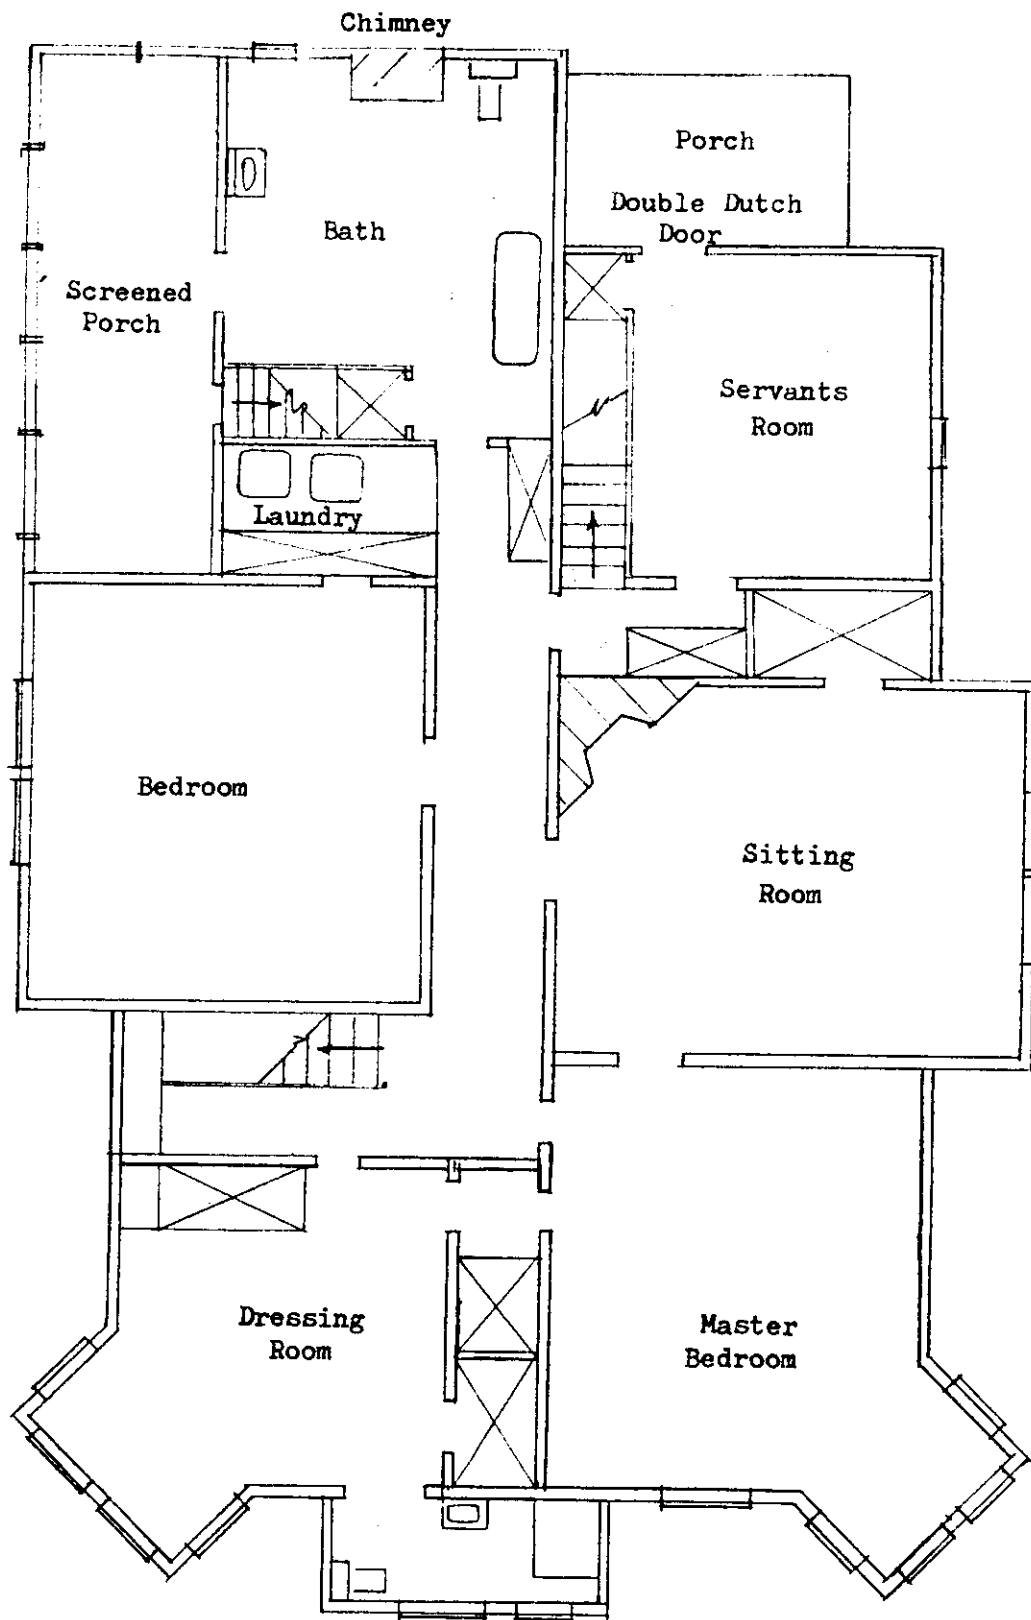 Chimney
Porch
Double Dutch
Door
Bath
Screened
Porch
Servants
Room
Laundry
Bedroom
Sitting
Room
Dressing
Room
Master
Bedroom